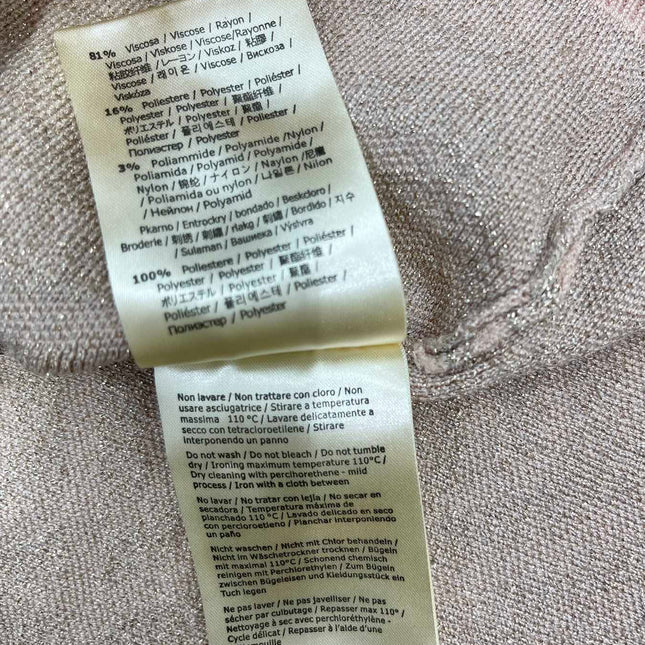 81% Viscosa / Viscose / Rayon /
Viscosa / Viskose / Viscose/Rayonne /
粘胶纤维 / レーヨン / Viskoz / 粘膠 /
Viscose / 레이온 / Viscose / Вискоза /
Viskóza
16% Poliestere / Polyester / Poliéster /
Polyester / Polyester / 聚酯纤维 /
ポリエステル / Polyester / 聚酯 /
Poliéster / 폴리에스테 / Poliester /
Полиэстер / Polyester
3% Poliammide / Polyamide /Nylon /
Poliamida / Polyamid / Polyamide /
Nylon / 锦纶 / ナイロン / Naylon /尼龍
/ Poliamida ou nylon / 나일론 / Nilon
/ Нейлон / Polyamid
/ bondado /
Broderie / 刺绣 / 刺繍 / / 刺繡 / Bordido / 자수
/ Sulaman / Вышивка / Výšivka
100% Poliestere / Polyester / Poliéster /
Polyester / Polyester / 聚酯纤维 /
ポリエステル / Polyester / 聚酯 /
Poliéster / 폴리에스테 / Poliester /
Полиэстер / Polyester
Non lavare / Non trattare con cloro / Non
usare asciugatrice / Stirare a temperatura
massima 110 °C / Lavare delicatamente a
secco con tetracloroetilene / Stirare
interponendo un panno
Do not wash / Do not bleach / Do not tumble
dry / Ironing maximum temperature 110°C /
Dry cleaning with perclhorethene - mild
process / Iron with a cloth between
No lavar / No tratar con lejía / No secar en
secadora / Temperatura máxima de
planchado 110 °C / Lavado delicado en seco
con percloroetileno / Planchar interponiendo
un paño
Nicht waschen / Nicht mit Chlor behandeln /
Nicht im Wäschetrockner trocknen / Bügeln
mit maximal 110°C / Schonend chemisch
reinigen mit Perchlorethylen / Zum Bügeln
zwischen Bügeleisen und Kleidungsstück ein
Tuch legen
Ne pas laver / Ne pas javelliser / Ne pas
sécher par culbutage / Repasser max 110° /
Nettoyage à sec avec perchloréthylène -
Cycle délicat / Repasser à l'aide d'une